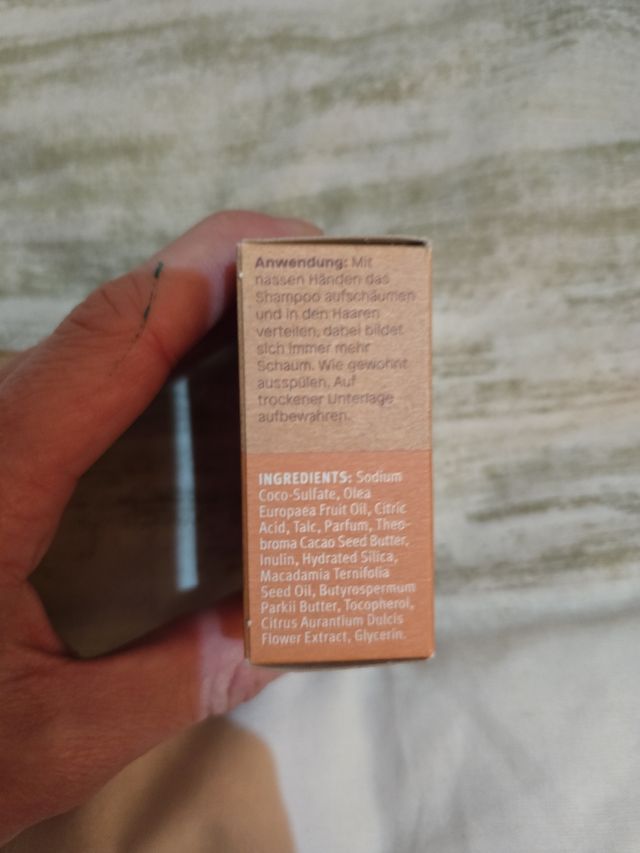 Anwendung: Mit
nassen Händen das
Shampoo aufschäumen
und in den Haaren
verteilen, dabei bildet
sich immer mehr
Schaum. Wie gewohnt
ausspülen. Auf
trockener Unterlage
aufbewahren.
INGREDIENTS: Sodium
Coco-Sulfate, Olea
Europaea Fruit Oil, Citric
Acid, Talc, Parfum, Theo-
broma Cacao Seed Butter,
Inulin, Hydrated Silica,
Macadamia Ternifolia
Seed Oil, Butyrospermum
Parkii Butter, Tocopherol,
Citrus Aurantium Dulcis
Flower Extract, Glycerin.